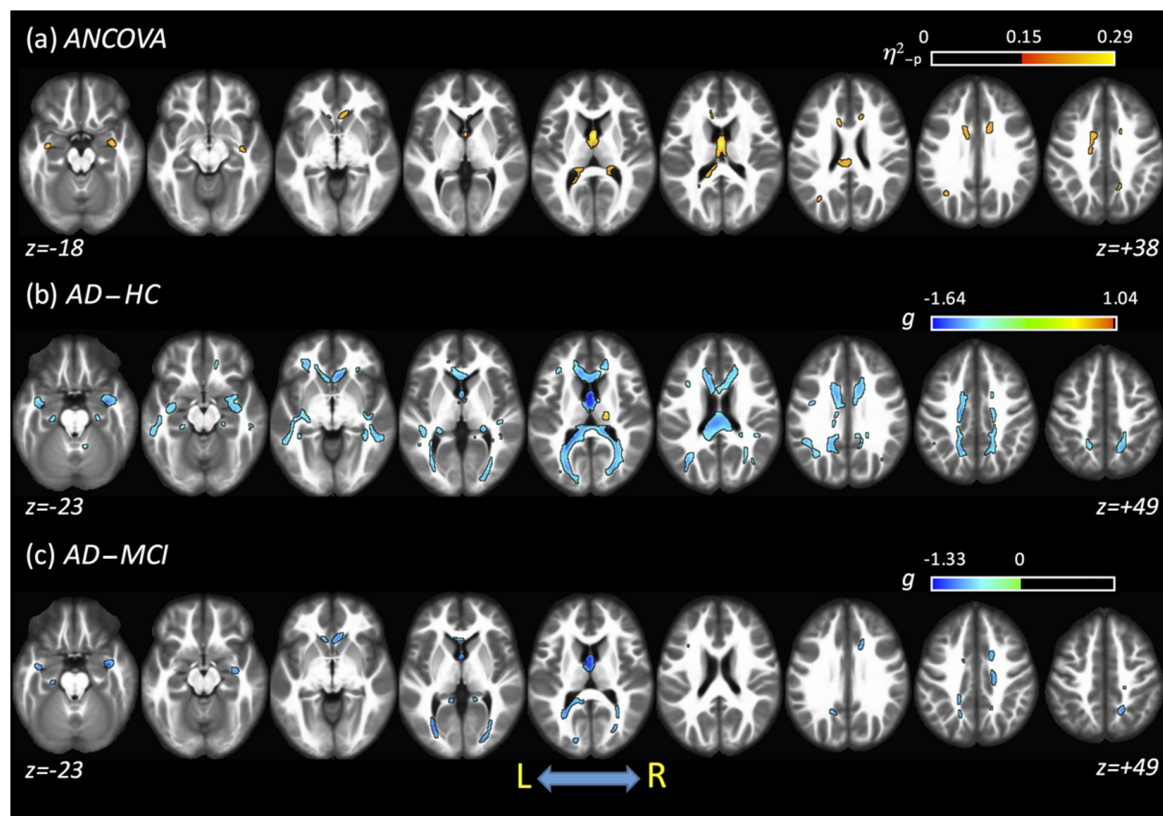 (a) ANCOVA
0 0.15 0.29
η²₋p
z=-18
z=+38
(b) AD–HC
-1.64 1.04
g
z=-23
z=+49
(c) AD–MCI
-1.33 0
g
z=-23
z=+49
L R